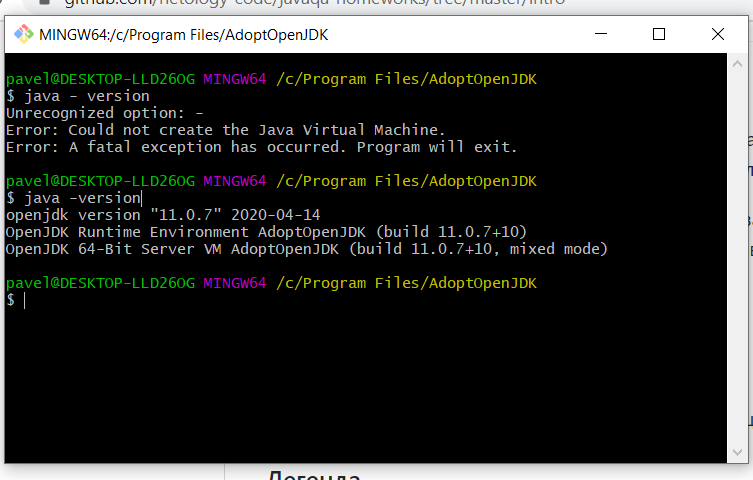 github.com/netology-code/javaqa-homeworks/tree/master/intro
MINGW64:/c/Program Files/AdoptOpenJDK
pavel@DESKTOP-LLD26OG MINGW64 /c/Program Files/AdoptOpenJDK
$ java - version
Unrecognized option: -
Error: Could not create the Java Virtual Machine.
Error: A fatal exception has occurred. Program will exit.
pavel@DESKTOP-LLD26OG MINGW64 /c/Program Files/AdoptOpenJDK
$ java -version
openjdk version "11.0.7" 2020-04-14
OpenJDK Runtime Environment AdoptOpenJDK (build 11.0.7+10)
OpenJDK 64-Bit Server VM AdoptOpenJDK (build 11.0.7+10, mixed mode)
pavel@DESKTOP-LLD26OG MINGW64 /c/Program Files/AdoptOpenJDK
$
Легенда